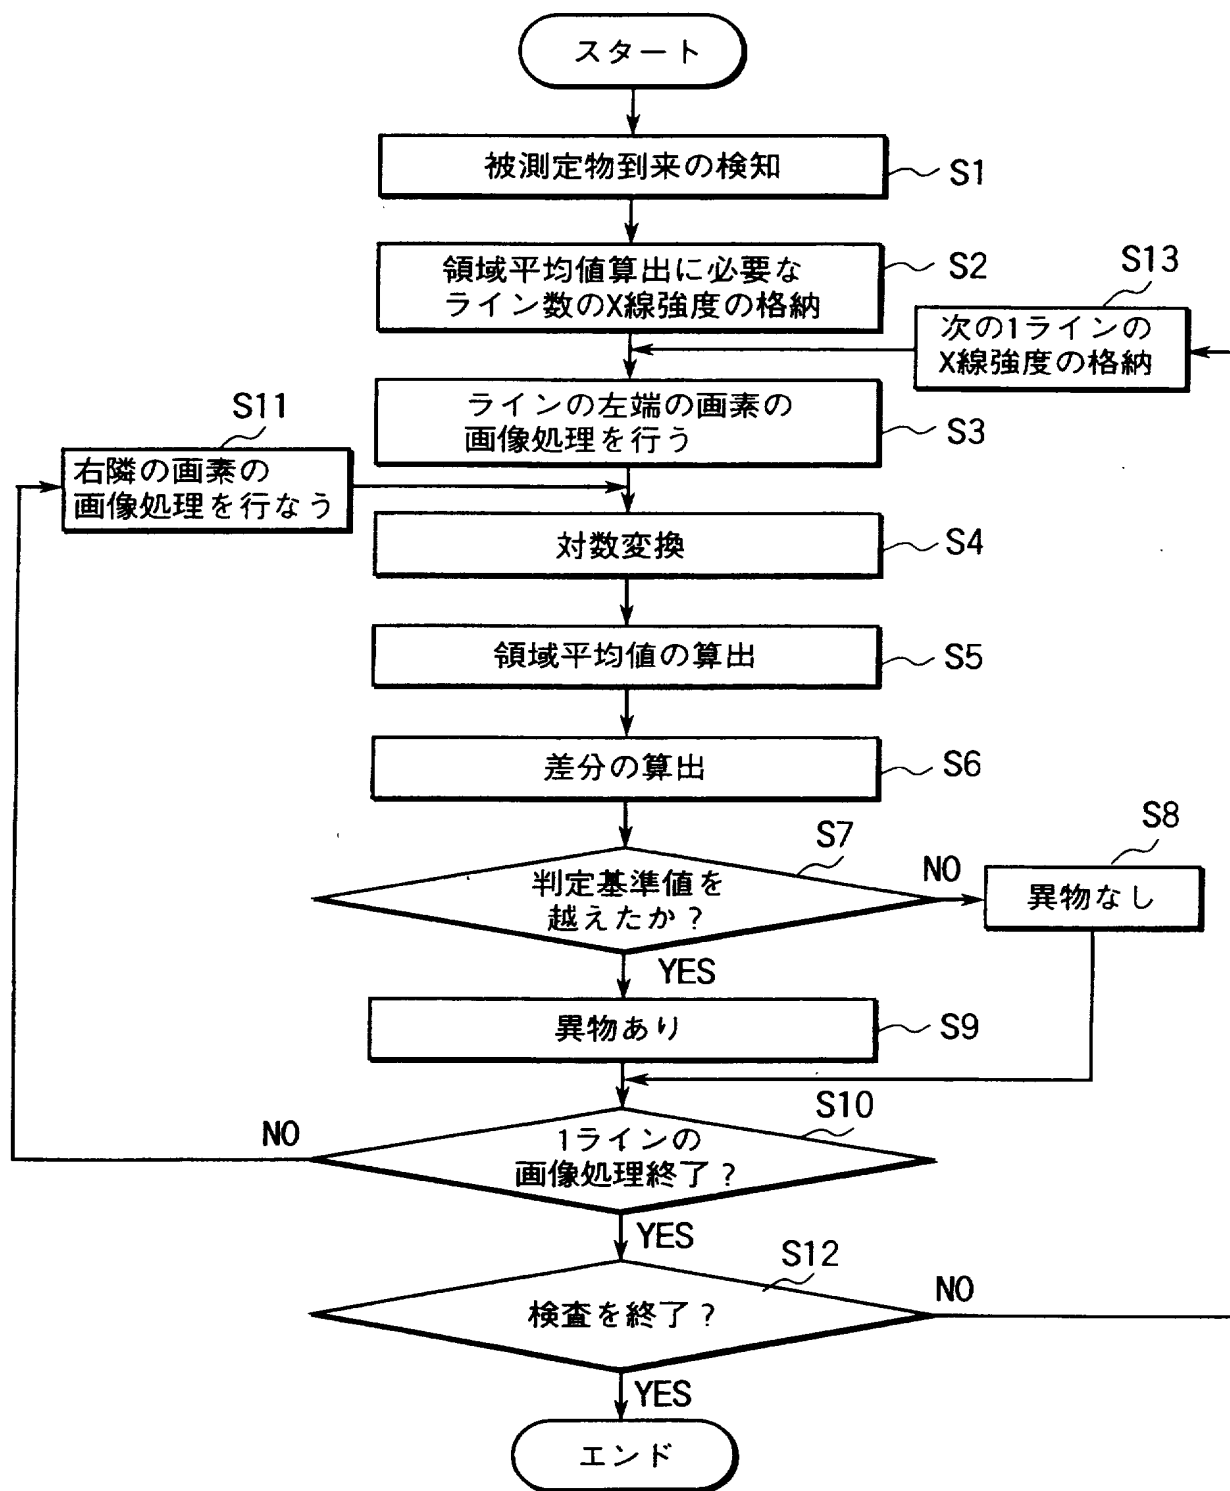 スタート
被測定物到来の検知
S1
領域平均値算出に必要な
ライン数のX線強度の格納
S2
S13
次の1ラインの
X線強度の格納
ラインの左端の画素の
画像処理を行う
S3
S11
右隣の画素の
画像処理を行なう
対数変換
S4
領域平均値の算出
S5
差分の算出
S6
S7
判定基準値を
越えたか?
NO
S8
異物なし
YES
異物あり
S9
S10
1ラインの
画像処理終了?
NO
YES
S12
検査を終了?
NO
YES
エンド